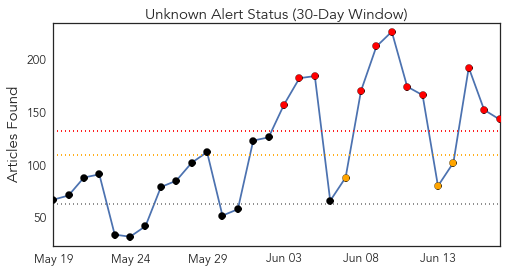 Unknown Alert Status (30-Day Window)
Articles Found
200
150
100
50
May 19
May 24
May 29
Jun 03
Jun 08
Jun 13